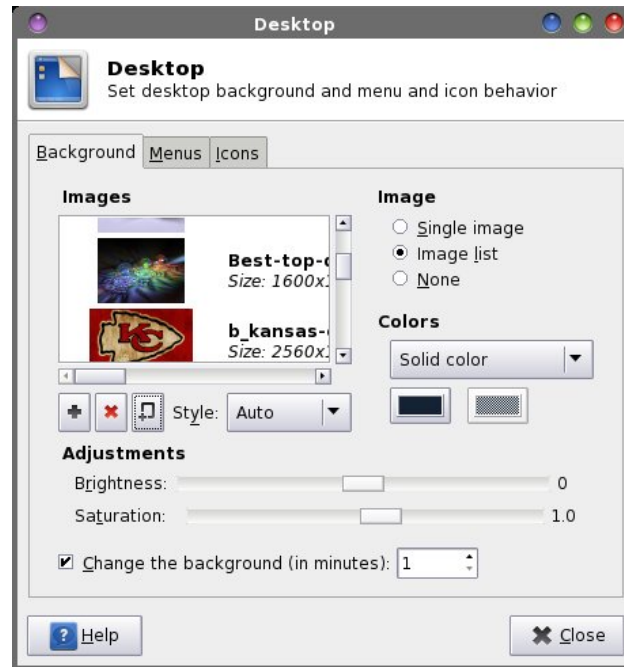 Desktop
Desktop
Set desktop background and menu and icon behavior
Background Menus Icons
Images
Best-top-
Size: 1600x
KC
b_kansas-
Size: 2560x
Style: Auto
Image
Single image
Image list
None
Colors
Solid color
Adjustments
Brightness: 0
Saturation: 1.0
Change the background (in minutes): 1
Help
Close